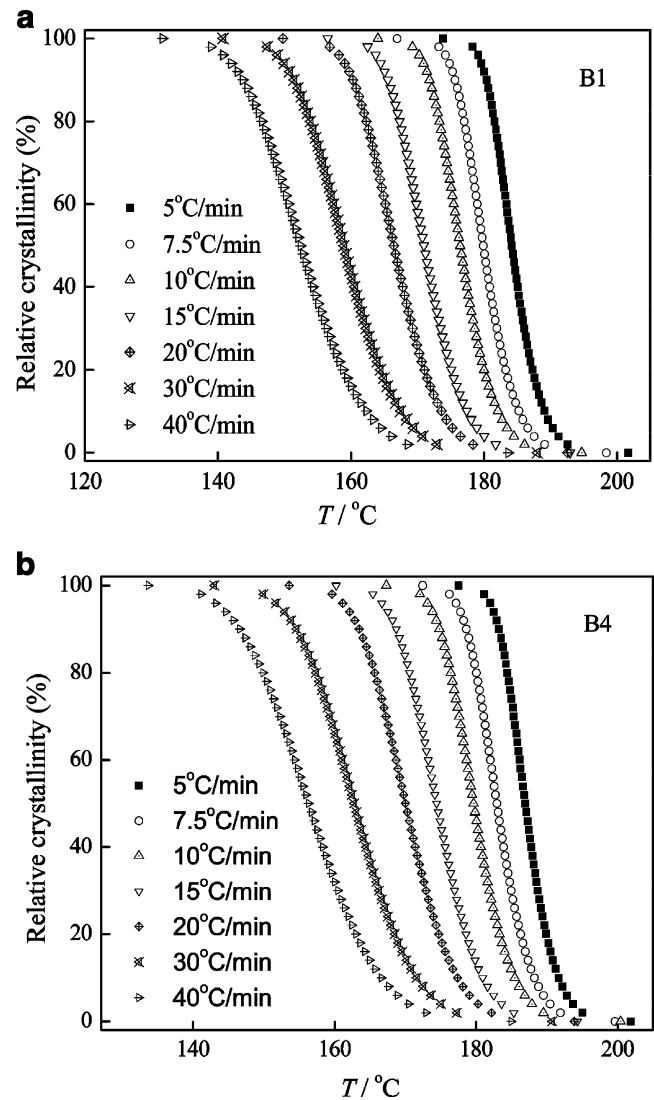 a
B1
Relative crystallinity (%)
100
80
60
40
20
0
5°C/min
7.5°C/min
10°C/min
15°C/min
20°C/min
30°C/min
40°C/min
120 140 160 180 200
T / °C
b
B4
Relative crystallinity (%)
100
80
60
40
20
0
5°C/min
7.5°C/min
10°C/min
15°C/min
20°C/min
30°C/min
40°C/min
140 160 180 200
T / °C